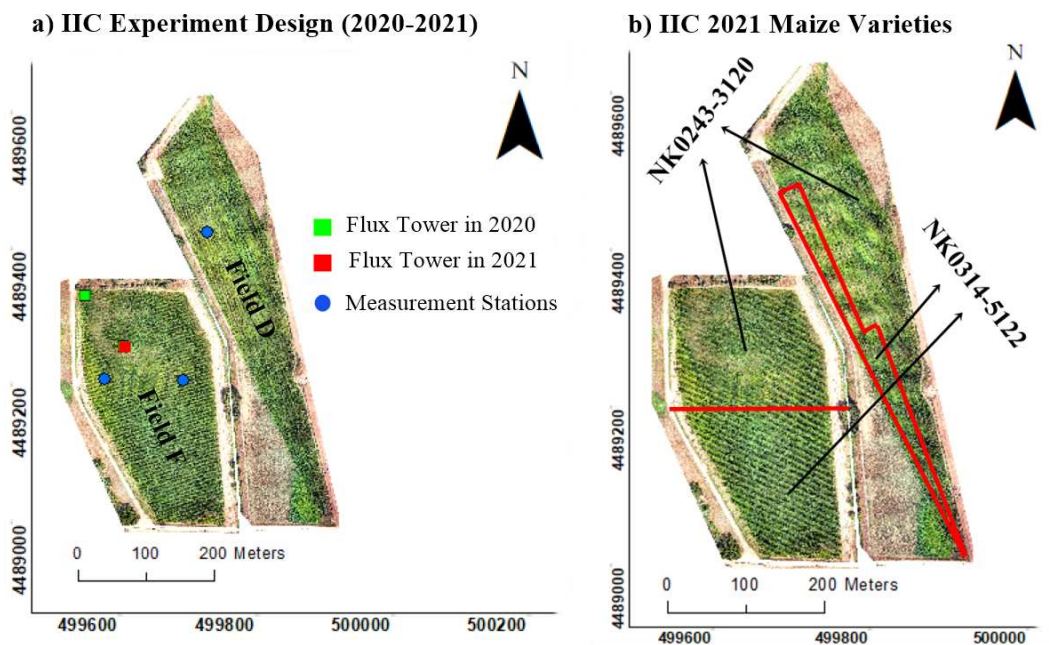 a) IIC Experiment Design (2020-2021)
N
4489600
4489400
4489200
4489000
Field D
Field F
Flux Tower in 2020
Flux Tower in 2021
Measurement Stations
0 100 200 Meters
499600 499800 500000 500200
b) IIC 2021 Maize Varieties
N
4489600
4489400
4489200
4489000
NK0243-3120
NK0314-5122
0 100 200 Meters
499600 499800 500000